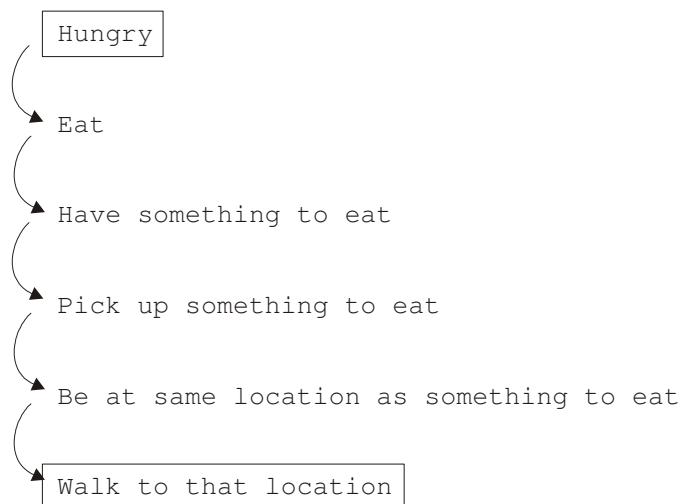 Hungry
Eat
Have something to eat
Pick up something to eat
Be at same location as something to eat
Walk to that location